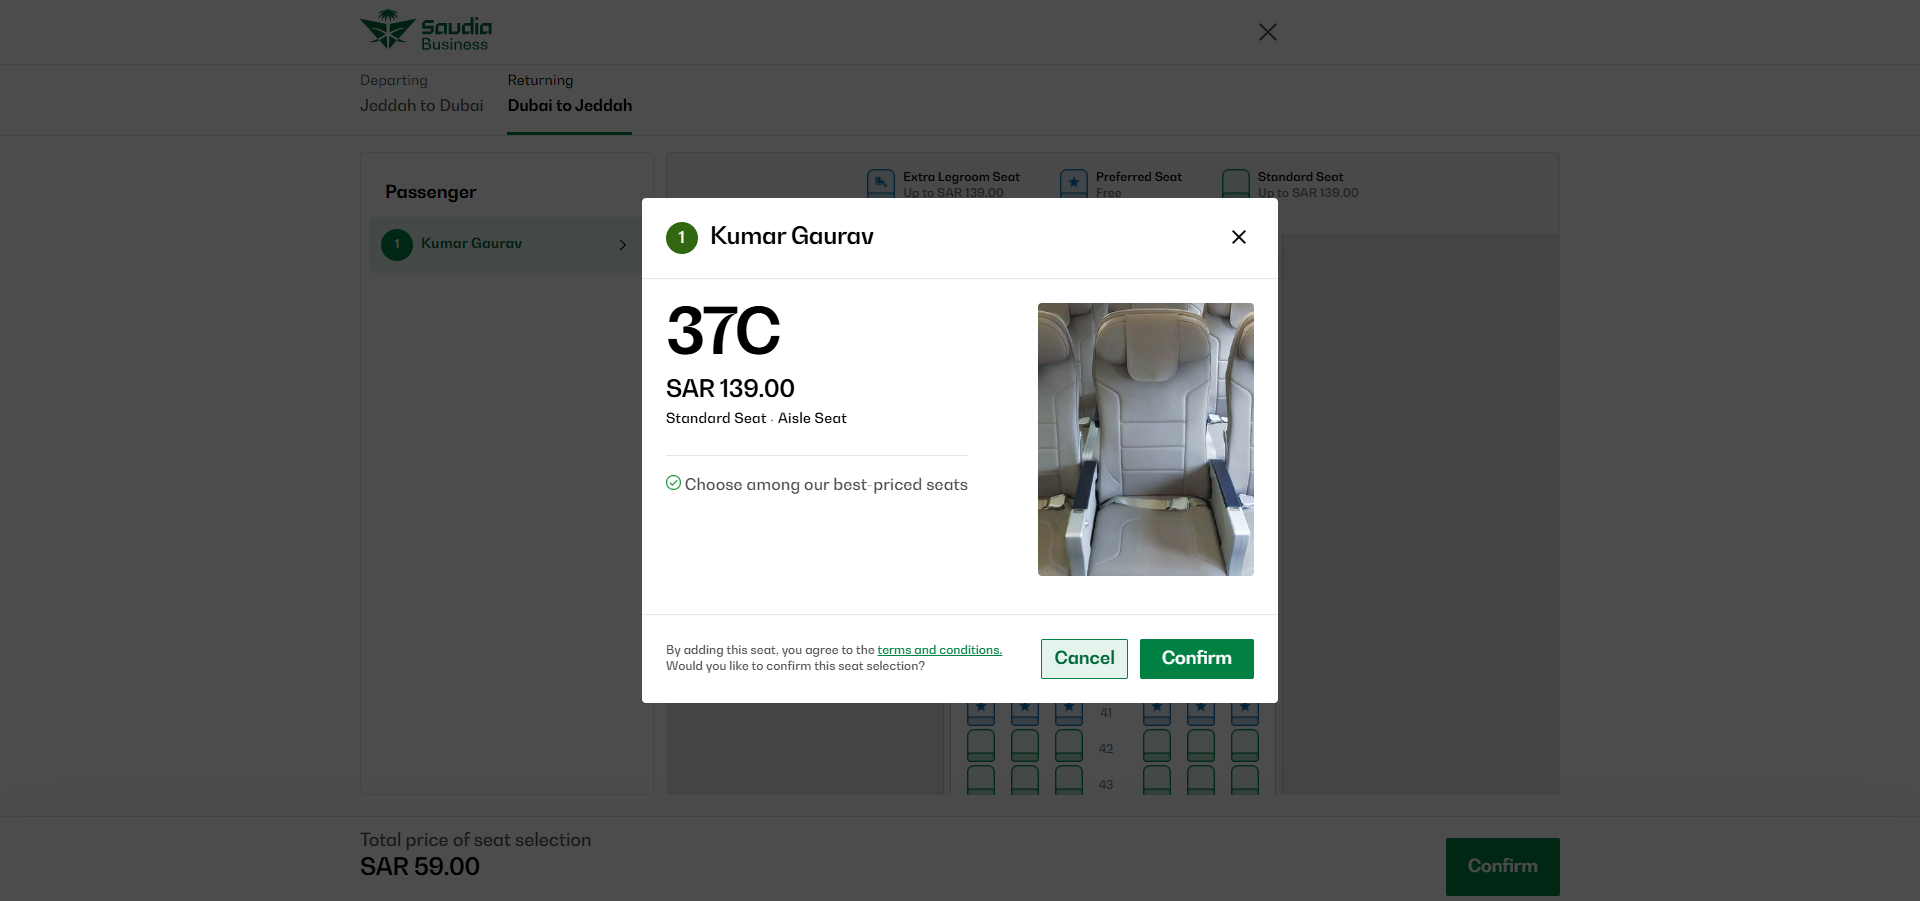 Saudia
Business
Departing
Jeddah to Dubai
Returning
Dubai to Jeddah
Passenger
1
Kumar Gaurav
Extra Legroom Seat
Up to SAR 139.00
Preferred Seat
Free
Standard Seat
Up to SAR 139.00
1
Kumar Gaurav
37C
SAR 139.00
Standard Seat · Aisle Seat
Choose among our best-priced seats
By adding this seat, you agree to the terms and conditions.
Would you like to confirm this seat selection?
Cancel
Confirm
41
42
43
Total price of seat selection
SAR 59.00
Confirm